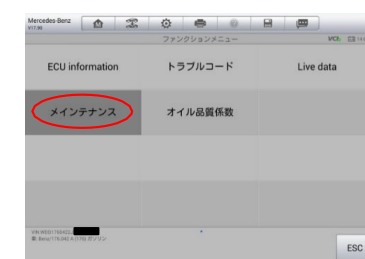 Mercedes-Benz
ファンクションメニュー
ECU information
トラブルコード
Live data
メインテナンス
オイル品質係数
ESC